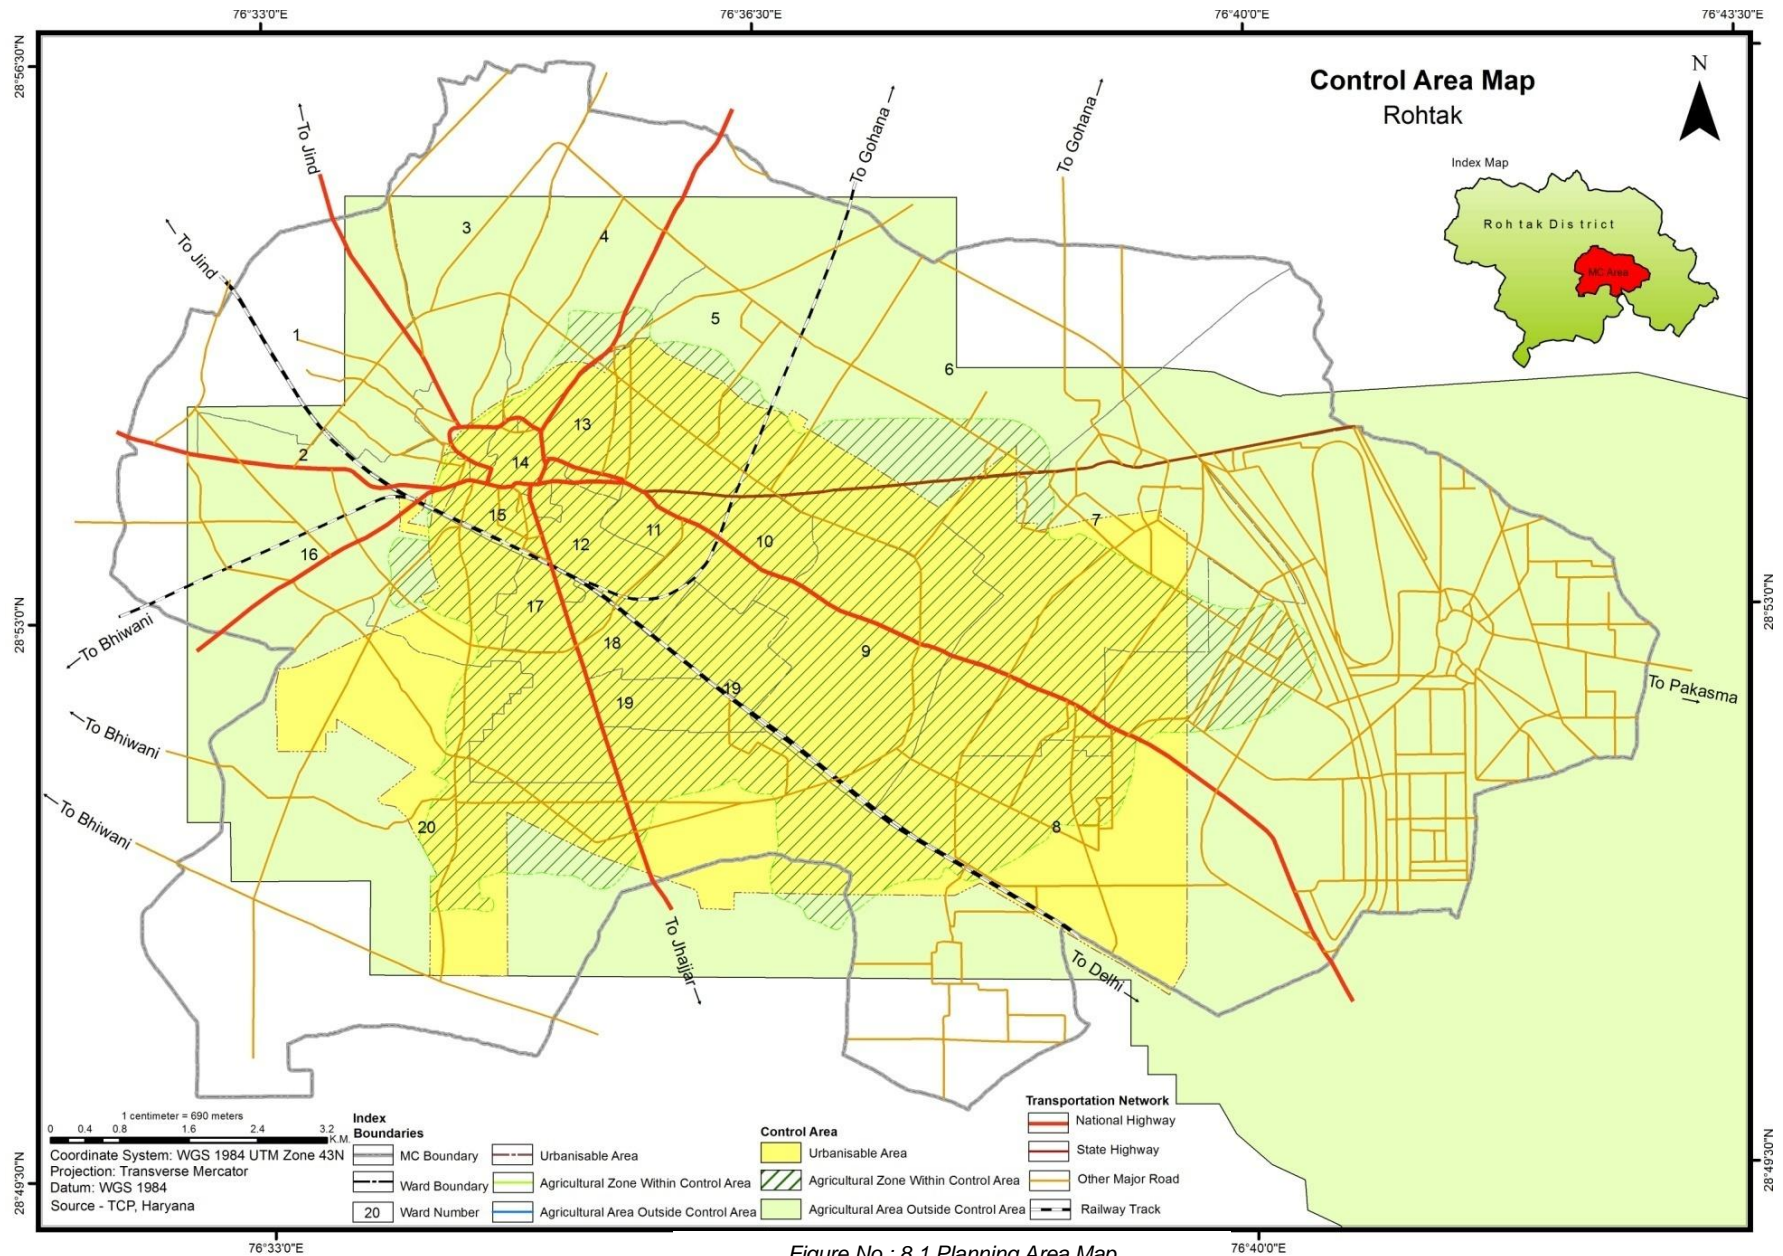 76°33'0"E
76°36'30"E
76°40'0"E
76°43'30"E
28°56'30"N
28°53'0"N
28°49'30"N
Control Area Map
Rohtak
N
Index Map
Rohtak District
MC Area
To Jind
To Jind
To Gohana
To Gohana
3
4
5
1
6
13
2
14
15
7
11
10
12
16
17
18
9
To Bhiwani
19
19
To Pakasma
To Bhiwani
To Bhiwani
20
8
To Jhajjar
To Delhi
28°53'0"N
28°49'30"N
1 centimeter = 690 meters
0 0.4 0.8 1.6 2.4 3.2
K.M.
Coordinate System: WGS 1984 UTM Zone 43N
Projection: Transverse Mercator
Datum: WGS 1984
Source - TCP, Haryana
Index
Boundaries
MC Boundary
Ward Boundary
20 Ward Number
Urbanisable Area
Agricultural Zone Within Control Area
Agricultural Area Outside Control Area
Control Area
Urbanisable Area
Agricultural Zone Within Control Area
Agricultural Area Outside Control Area
Transportation Network
National Highway
State Highway
Other Major Road
Railway Track
76°33'0"E
76°40'0"E
Figure No.: 8.1 Planning Area Map